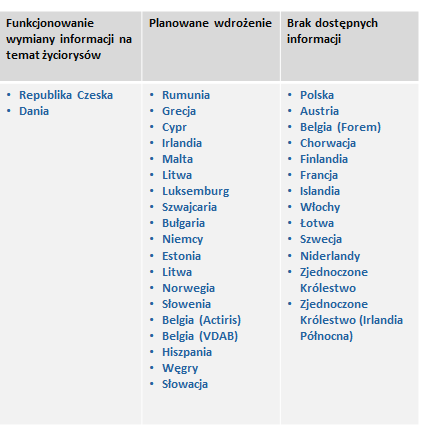 Funkcjonowanie
wymiany informacji na
temat życiorysów
Planowane wdrożenie
Brak dostępnych
informacji
• Republika Czeska
• Dania
• Rumunia
• Grecja
• Cypr
• Irlandia
• Malta
• Litwa
• Luksemburg
• Szwajcaria
• Bułgaria
• Niemcy
• Estonia
• Litwa
• Norwegia
• Słowenia
• Belgia (Actiris)
• Belgia (VDAB)
• Hiszpania
• Węgry
• Słowacja
• Polska
• Austria
• Belgia (Forem)
• Chorwacja
• Finlandia
• Francja
• Islandia
• Włochy
• Łotwa
• Szwecja
• Niderlandy
• Zjednoczone
Królestwo
• Zjednoczone
Królestwo (Irlandia
Północna)